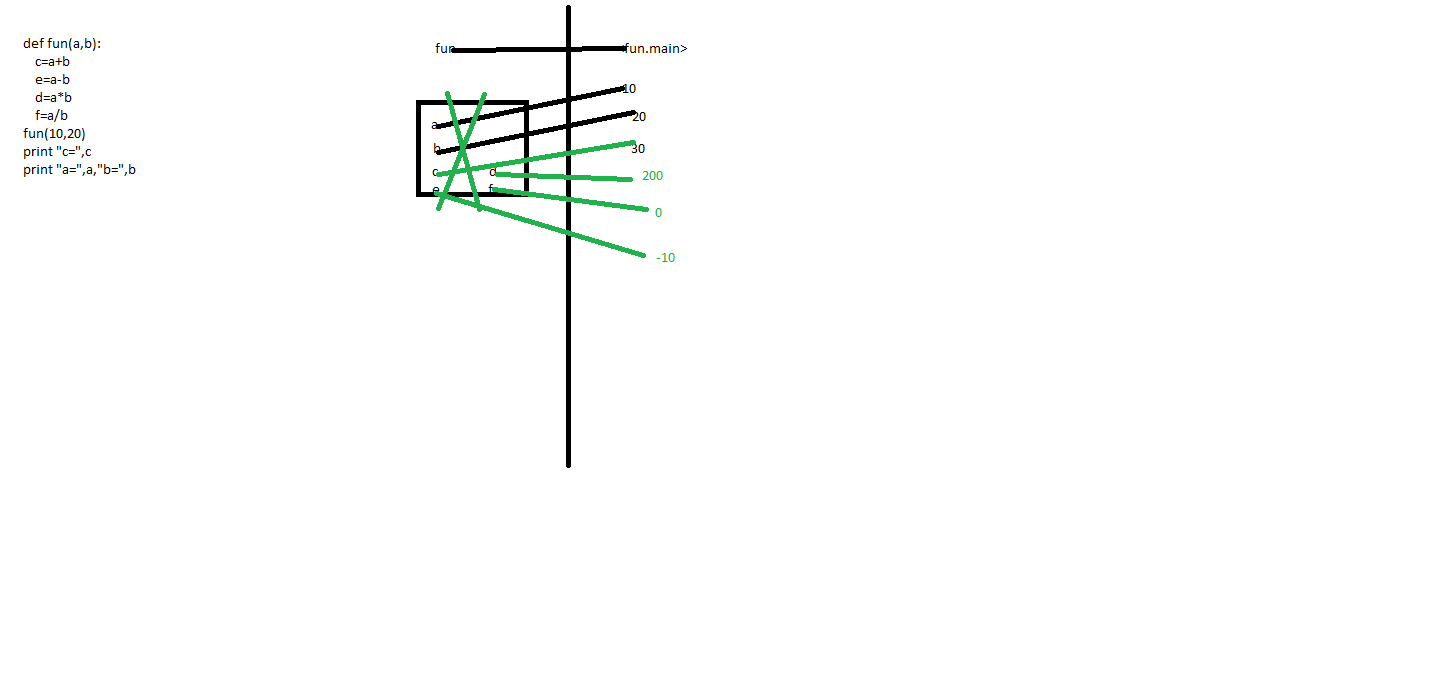 def fun(a,b):
c=a+b
e=a-b
d=a*b
f=a/b
fun(10,20)
print "c=",c
print "a=",a,"b=",b
fun
fun.main>
10
20
30
200
0
-10
a
b
c d
e f